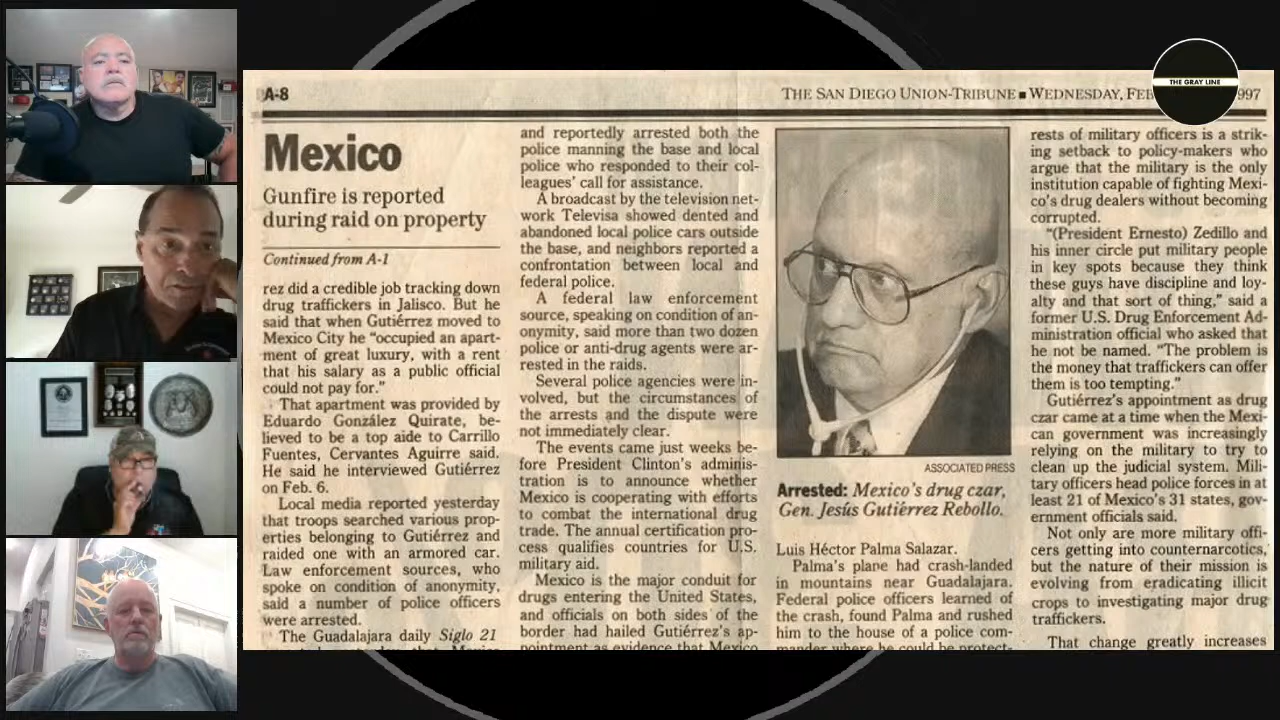 A-8
THE SAN DIEGO UNION-TRIBUNE ■ WEDNESDAY, FEB
997
THE GRAY LINE
Mexico
Gunfire is reported
during raid on property
Continued from A-1
rez did a credible job tracking down
drug traffickers in Jalisco. But he
said that when Gutiérrez moved to
Mexico City he “occupied an apart-
ment of great luxury, with a rent
that his salary as a public official
could not pay for.”
That apartment was provided by
Eduardo González Quirate, be-
lieved to be a top aide to Carrillo
Fuentes, Cervantes Aguirre said.
He said he interviewed Gutiérrez
on Feb. 6.
Local media reported yesterday
that troops searched various prop-
erties belonging to Gutiérrez and
raided one with an armored car.
Law enforcement sources, who
spoke on condition of anonymity,
said a number of police officers
were arrested.
The Guadalajara daily Siglo 21
and reportedly arrested both the
police manning the base and local
police who responded to their col-
leagues’ call for assistance.
A broadcast by the television net-
work Televisa showed dented and
abandoned local police cars outside
the base, and neighbors reported a
confrontation between local and
federal police.
A federal law enforcement
source, speaking on condition of an-
onymity, said more than two dozen
police or anti-drug agents were ar-
rested in the raids.
Several police agencies were in-
volved, but the circumstances of
the arrests and the dispute were
not immediately clear.
The events came just weeks be-
fore President Clinton’s adminis-
tration is to announce whether
Mexico is cooperating with efforts
to combat the international drug
trade. The annual certification pro-
cess qualifies countries for U.S.
military aid.
Mexico is the major conduit for
drugs entering the United States,
and officials on both sides of the
border had hailed Gutiérrez’s ap-
pointment as evidence that Mexico
ASSOCIATED PRESS
Arrested: Mexico’s drug czar,
Gen. Jesús Gutiérrez Rebollo.
Luis Héctor Palma Salazar.
Palma’s plane had crash-landed
in mountains near Guadalajara.
Federal police officers learned of
the crash, found Palma and rushed
him to the house of a police com-
mander where he could be protect-
rests of military officers is a strik-
ing setback to policy-makers who
argue that the military is the only
institution capable of fighting Mexi-
co’s drug dealers without becoming
corrupted.
“(President Ernesto) Zedillo and
his inner circle put military people
in key spots because they think
these guys have discipline and loy-
alty and that sort of thing,” said a
former U.S. Drug Enforcement Ad-
ministration official who asked that
he not be named. “The problem is
the money that traffickers can offer
them is too tempting.”
Gutiérrez’s appointment as drug
czar came at a time when the Mexi-
can government was increasingly
relying on the military to try to
clean up the judicial system. Mili-
tary officers head police forces in at
least 21 of Mexico’s 31 states, gov-
ernment officials said.
Not only are more military offi-
cers getting into counternarcotics,
but the nature of their mission is
evolving from eradicating illicit
crops to investigating major drug
traffickers.
That change greatly increases